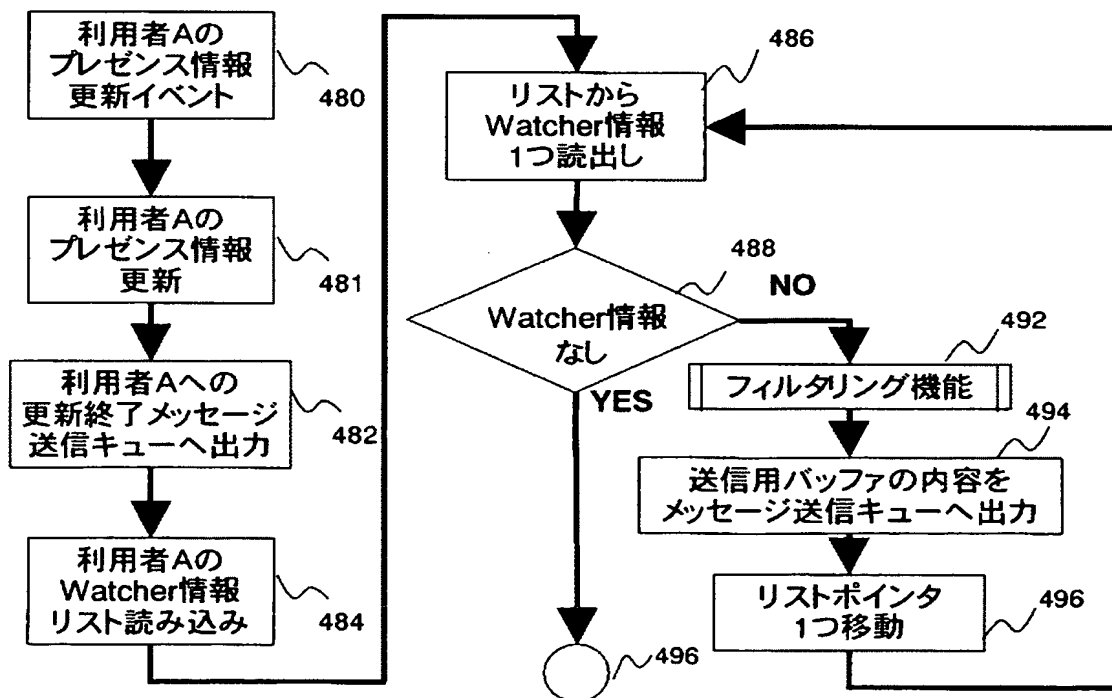 利用者Aの
プレゼンス情報
更新イベント
480
利用者Aの
プレゼンス情報
更新
481
利用者Aへの
更新終了メッセージ
送信キューへ出力
482
利用者Aの
Watcher情報
リスト読み込み
484
リストから
Watcher情報
1つ読出し
486
Watcher情報
なし
488
NO
YES
フィルタリング機能
492
送信用バッファの内容を
メッセージ送信キューへ出力
494
リストポインタ
1つ移動
496
496